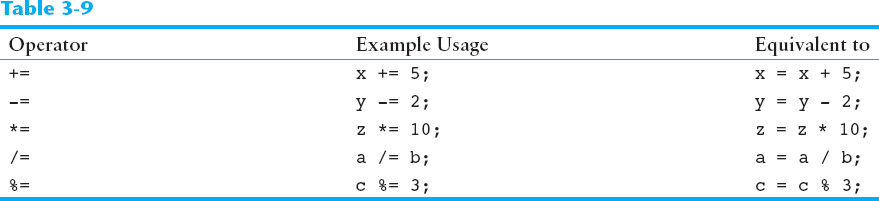 Table 3-9
Operator Example Usage Equivalent to
+= x += 5; x = x + 5;
-= y -= 2; y = y - 2;
*= z *= 10; z = z * 10;
/= a /= b; a = a / b;
%= c %= 3; c = c % 3;